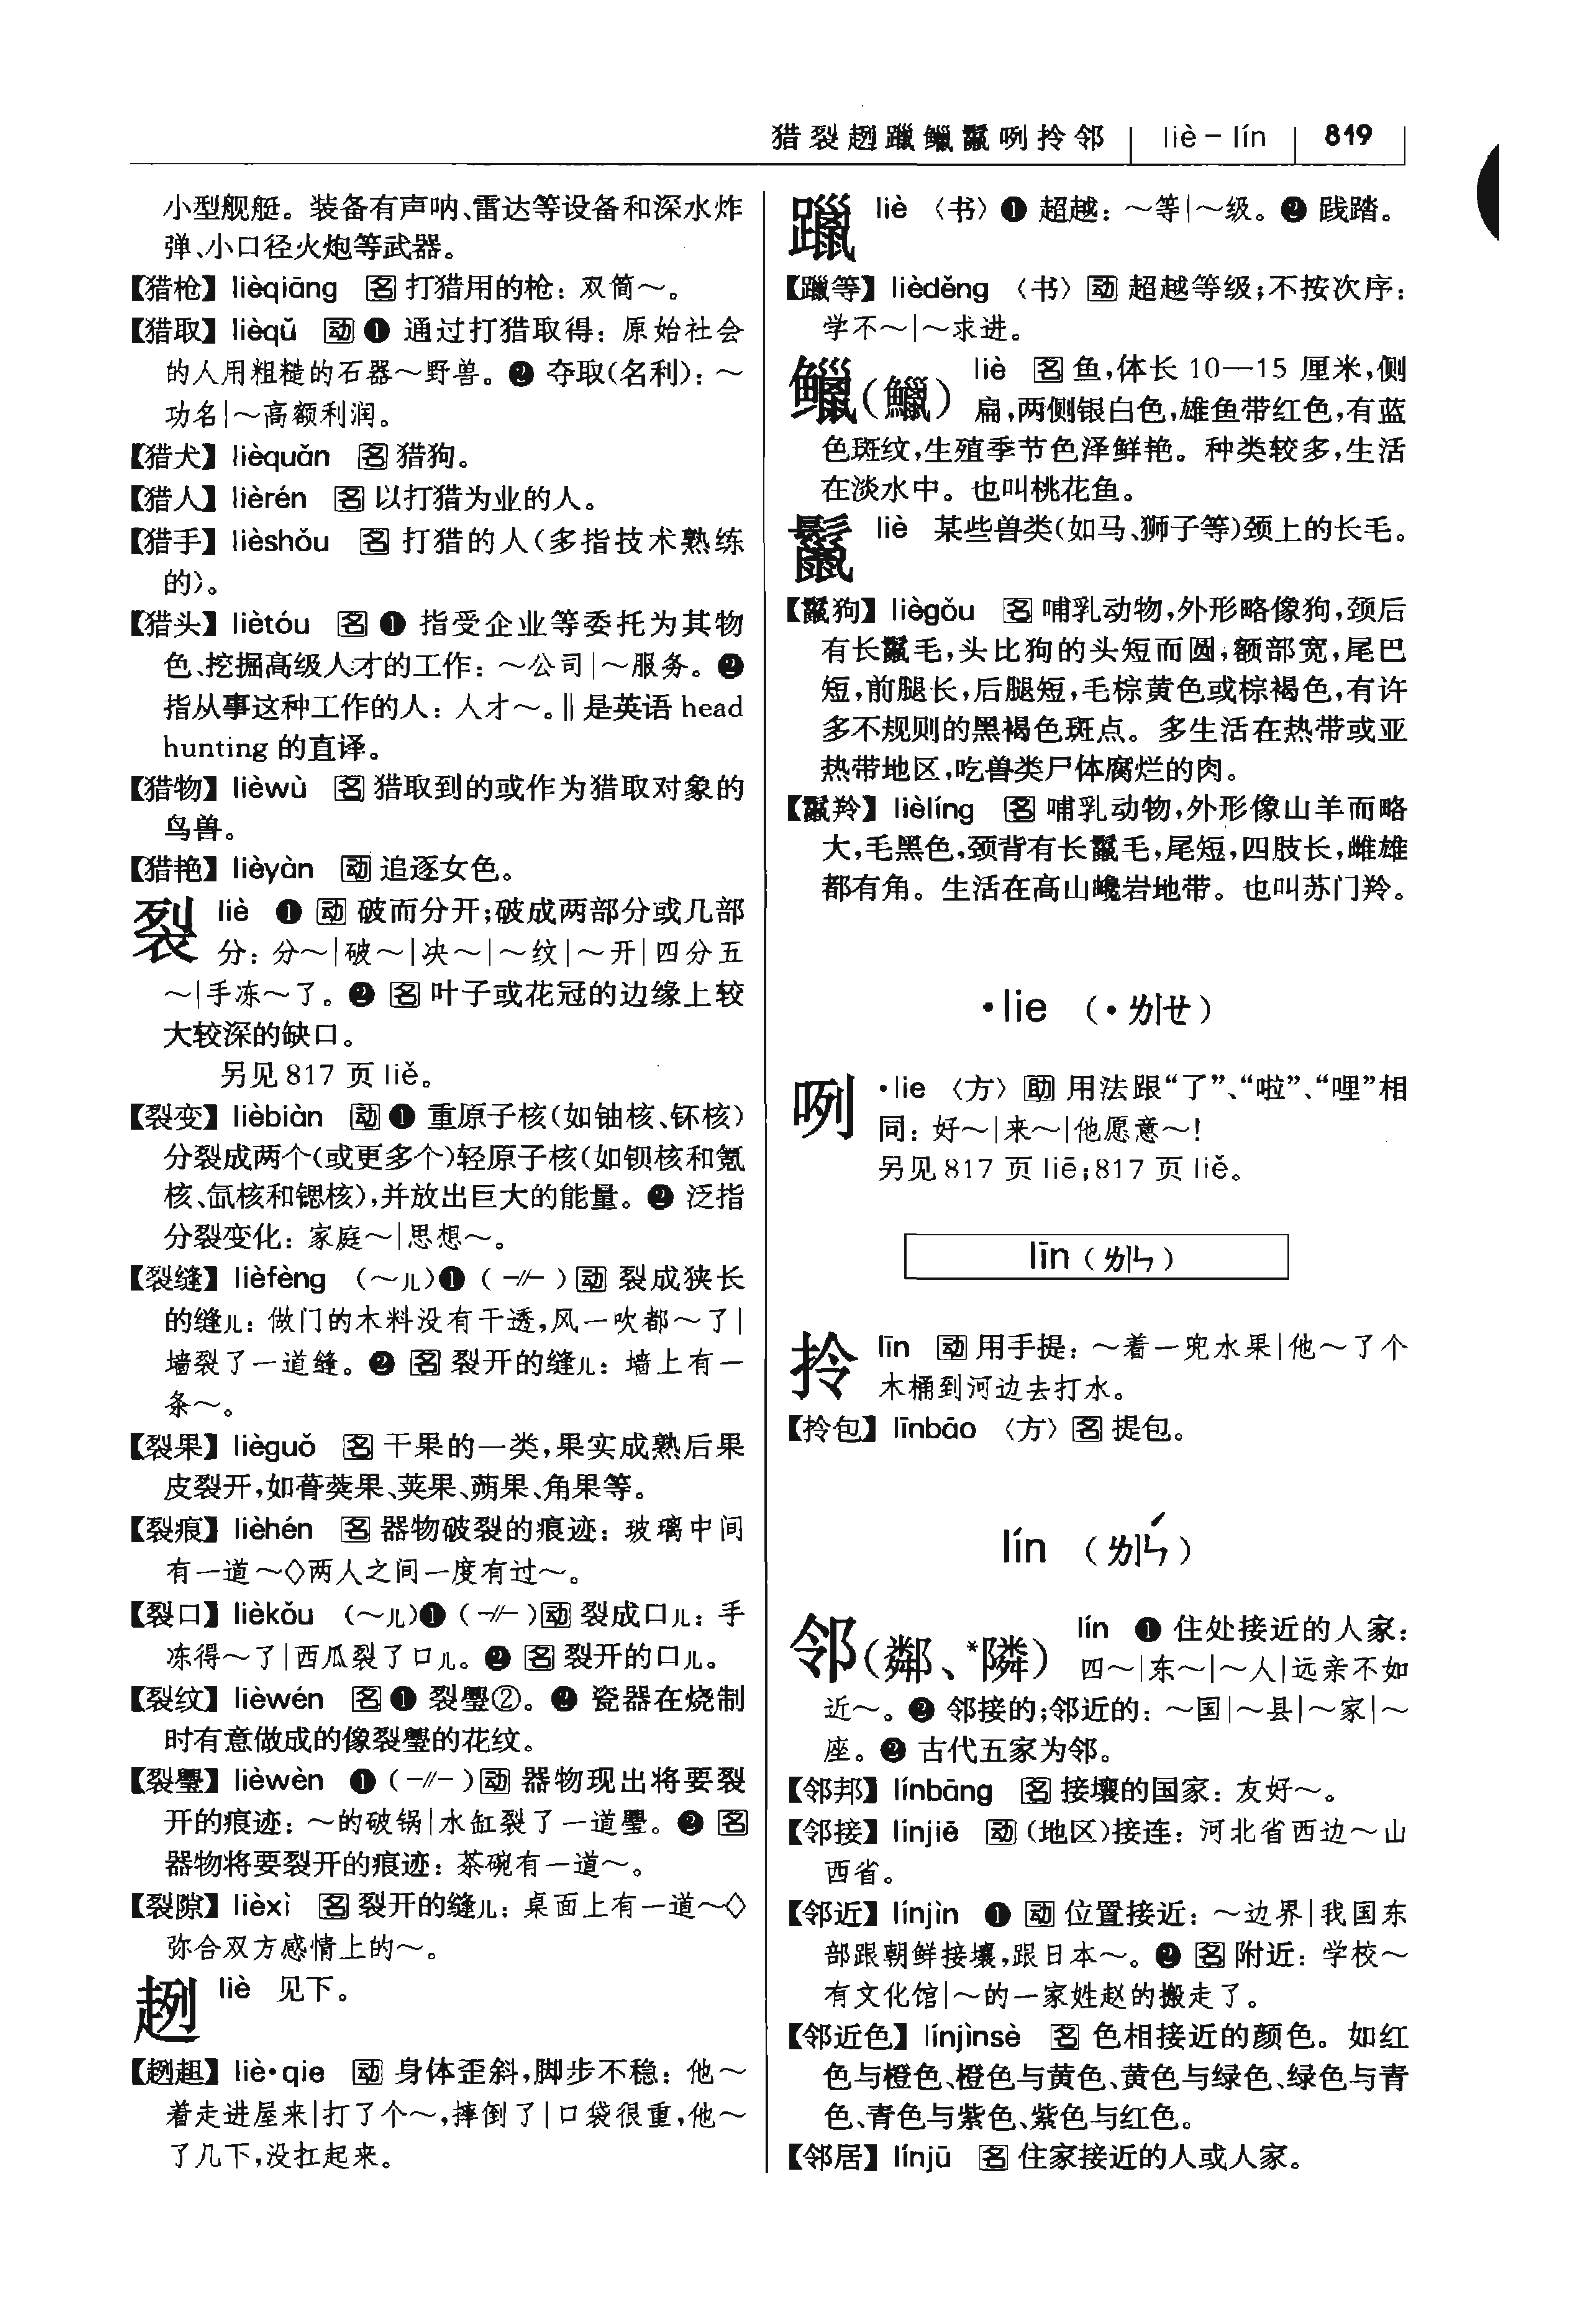 猎裂趔躐鱲鬣咧拎邻 | liè－lín | 819
小型舰艇。装备有声呐、雷达等设备和深水炸
弹、小口径火炮等武器。
【猎枪】lièqiāng 名 打猎用的枪：双筒～。
【猎取】lièqǔ 动 ❶ 通过打猎取得：原始社会
的人用粗糙的石器～野兽。❷ 夺取(名利)：～
功名|～高额利润。
【猎犬】lièquǎn 名 猎狗。
【猎人】lièrén 名 以打猎为业的人。
【猎手】lièshǒu 名 打猎的人(多指技术熟练
的)。
【猎头】liètóu 名 ❶ 指受企业等委托为其物
色、挖掘高级人才的工作：～公司|～服务。❷
指从事这种工作的人：人才～。‖ 是英语 head
hunting 的直译。
【猎物】lièwù 名 猎取到的或作为猎取对象的
鸟兽。
【猎艳】lièyàn 动 追逐女色。
裂 liè ❶ 动 破而分开;破成两部分或几部
分：分～|破～|决～|～纹|～开|四分五
～|手冻～了。❷ 名 叶子或花冠的边缘上较
大较深的缺口。
另见 817 页 liě。
【裂变】lièbiàn 动 ❶ 重原子核(如铀核、钚核)
分裂成两个(或更多个)轻原子核(如钡核和氪
核、氙核和锶核),并放出巨大的能量。❷ 泛指
分裂变化：家庭～|思想～。
【裂缝】lièfèng (～儿)❶ (-//-)动 裂成狭长
的缝儿：做门的木料没有干透,风一吹都～了|
墙裂了一道缝。❷ 名 裂开的缝儿：墙上有一
条～。
【裂果】lièguǒ 名 干果的一类,果实成熟后果
皮裂开,如蓇葖果、荚果、蒴果、角果等。
【裂痕】lièhén 名 器物破裂的痕迹：玻璃中间
有一道～◇两人之间一度有过～。
【裂口】lièkǒu (～儿)❶ (-//-)动 裂成口儿：手
冻得～了|西瓜裂了口儿。❷ 名 裂开的口儿。
【裂纹】lièwén 名 ❶ 裂璺②。❷ 瓷器在烧制
时有意做成的像裂璺的花纹。
【裂璺】lièwèn ❶ (-//-)动 器物现出将要裂
开的痕迹：～的破锅|水缸裂了一道璺。❷ 名
器物将要裂开的痕迹：茶碗有一道～。
【裂隙】lièxì 名 裂开的缝儿：桌面上有一道～◇
弥合双方感情上的～。
趔 liè 见下。
【趔趄】liè•qie 动 身体歪斜,脚步不稳：他～
着走进屋来|打了个～,摔倒了|口袋很重,他～
了几下,没扛起来。
躐 liè 〈书〉❶ 超越：～等|～级。❷ 践踏。
【躐等】lièděng 〈书〉动 超越等级;不按次序：
学不～|～求进。
鱲(鱲) liè 名 鱼,体长 10—15 厘米,侧
扁,两侧银白色,雄鱼带红色,有蓝
色斑纹,生殖季节色泽鲜艳。种类较多,生活
在淡水中。也叫桃花鱼。
鬣 liè 某些兽类(如马、狮子等)颈上的长毛。
【鬣狗】liègǒu 名 哺乳动物,外形略像狗,颈后
有长鬣毛,头比狗的头短而圆,额部宽,尾巴
短,前腿长,后腿短,毛棕黄色或棕褐色,有许
多不规则的黑褐色斑点。多生活在热带或亚
热带地区,吃兽类尸体腐烂的肉。
【鬣羚】lièlíng 名 哺乳动物,外形像山羊而略
大,毛黑色,颈背有长鬣毛,尾短,四肢长,雌雄
都有角。生活在高山巉岩地带。也叫苏门羚。
•lie (•ㄌㄧㄝ)
咧 •lie 〈方〉助 用法跟“了”、“啦”、“哩”相
同：好～|来～|他愿意～!
另见 817 页 liē;817 页 liě。
līn (ㄌㄧㄣ)
拎 līn 动 用手提：～着一兜水果|他～了个
木桶到河边去打水。
【拎包】līnbāo 〈方〉名 提包。
lín (ㄌㄧㄣˊ)
邻(鄰、*隣) lín ❶ 住处接近的人家：
四～|东～|～人|远亲不如
近～。❷ 邻接的;邻近的：～国|～县|～家|～
座。❷ 古代五家为邻。
【邻邦】línbāng 名 接壤的国家：友好～。
【邻接】línjiē 动 (地区)接连：河北省西边～山
西省。
【邻近】línjìn ❶ 动 位置接近：～边界|我国东
部跟朝鲜接壤,跟日本～。❷ 名 附近：学校～
有文化馆|～的一家姓赵的搬走了。
【邻近色】línjìnsè 名 色相接近的颜色。如红
色与橙色、橙色与黄色、黄色与绿色、绿色与青
色、青色与紫色、紫色与红色。
【邻居】línjū 名 住家接近的人或人家。